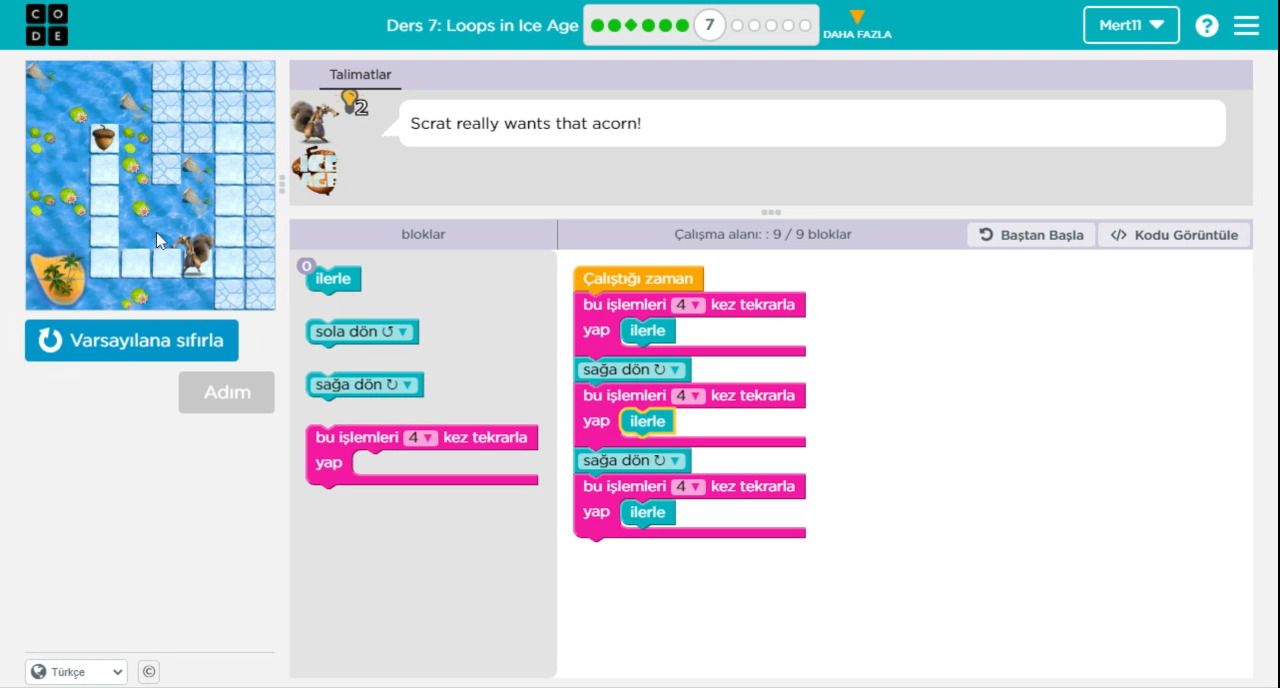 C O
D E
Ders 7: Loops in Ice Age
7
DAHA FAZLA
Mert11
?
Talimatlar
2
Scrat really wants that acorn!
ICE
AGE
bloklar
Çalışma alanı: : 9 / 9 bloklar
Baştan Başla
</> Kodu Görüntüle
0
ilerle
sola dön ↺ ▼
sağa dön ↻ ▼
bu işlemleri 4 ▼ kez tekrarla
yap
Çalıştığı zaman
bu işlemleri 4 ▼ kez tekrarla
yap ilerle
sağa dön ↻ ▼
bu işlemleri 4 ▼ kez tekrarla
yap ilerle
sağa dön ↻ ▼
bu işlemleri 4 ▼ kez tekrarla
yap ilerle
Varsayılana sıfırla
Adım
Türkçe
©